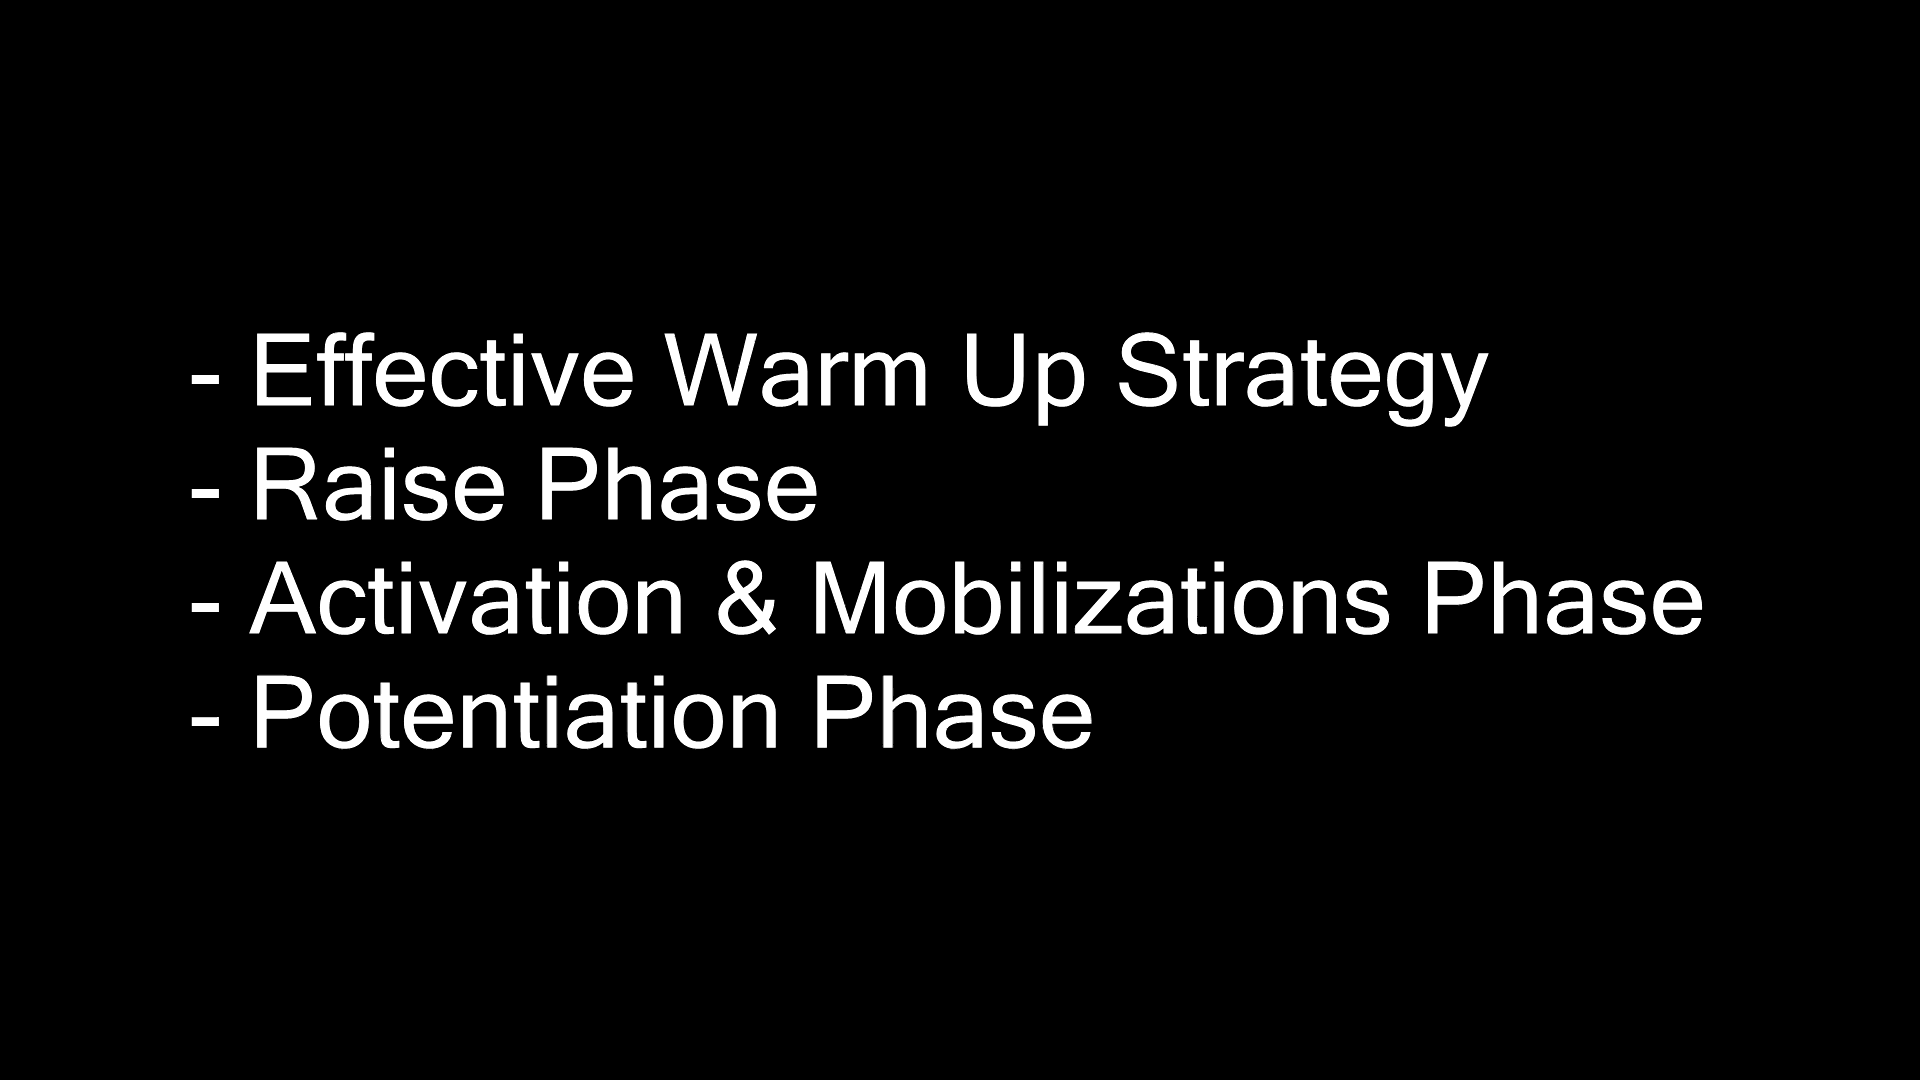 - Effective Warm Up Strategy
- Raise Phase
- Activation & Mobilizations Phase
- Potentiation Phase